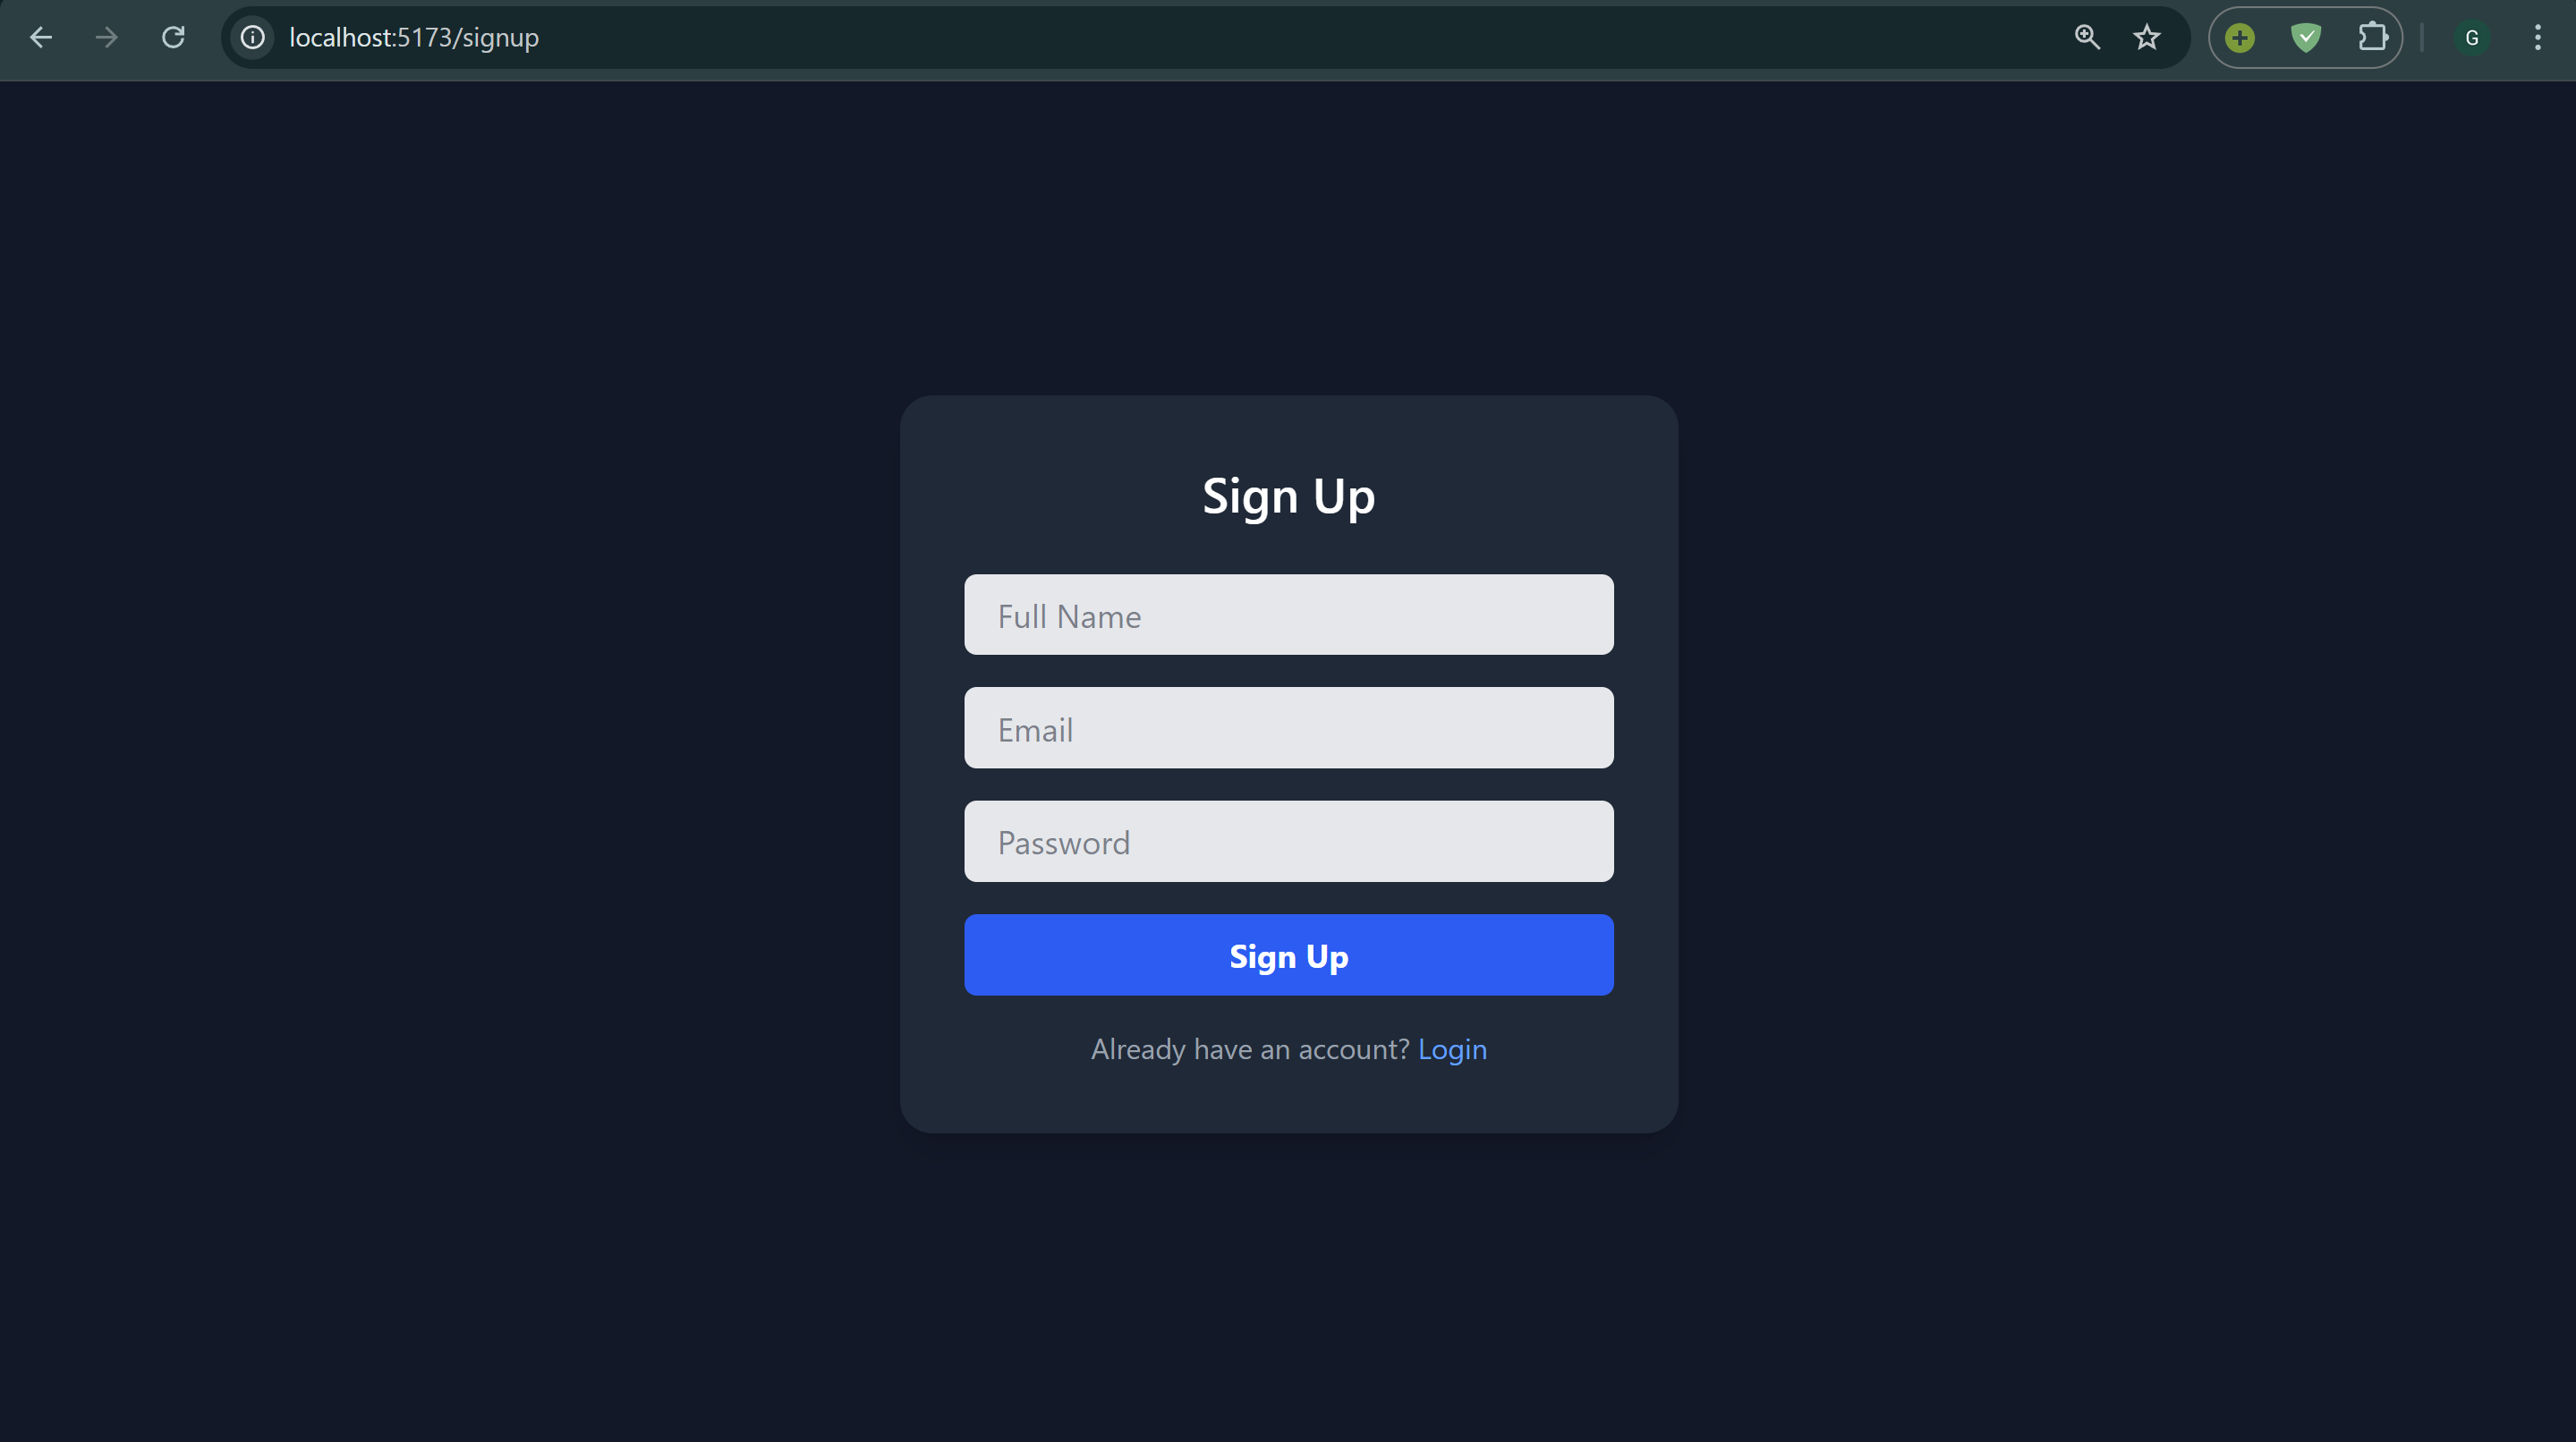 localhost:5173/signup
G
Sign Up
Full Name
Email
Password
Sign Up
Already have an account? Login